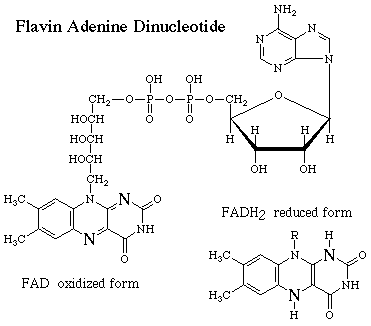 Flavin Adenine Dinucleotide
NH₂
N N
N N
OH OH
CH₂—O—P—O—P—O—CH₂ O
HOCH O O H H
HOCH H H
HOCH OH OH
CH₂
H₃C N N O
H₃C N NH
O
FAD oxidized form
FADH₂ reduced form
R H
H₃C N N O
H₃C N NH
H O